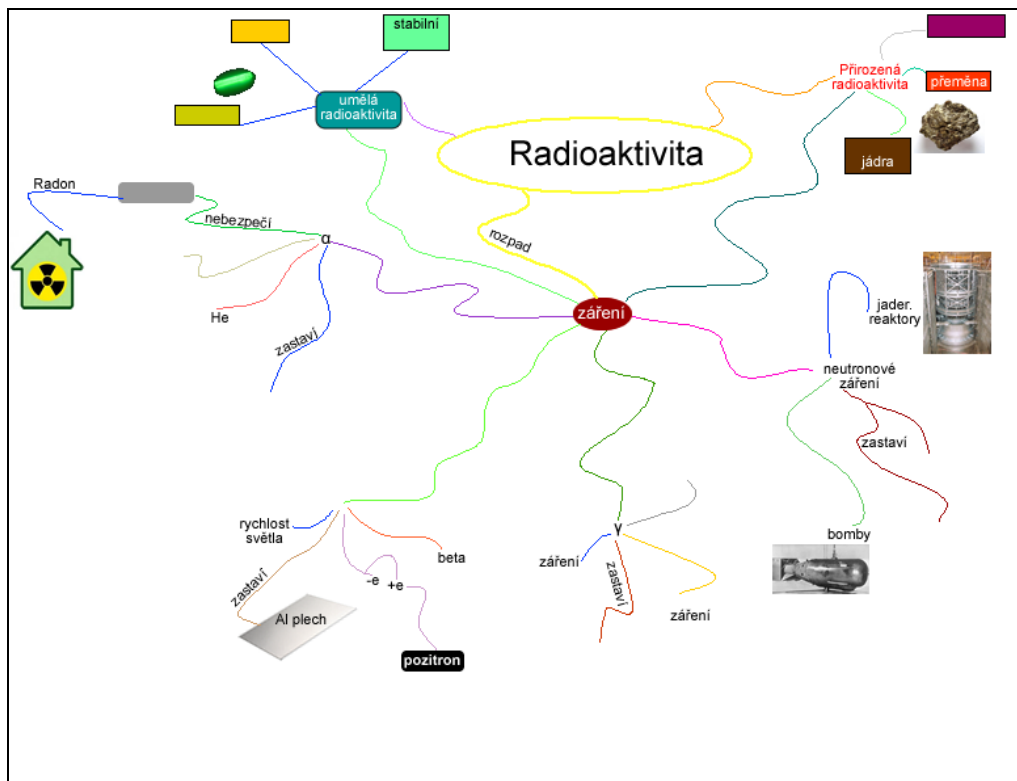 stabilní
umělá
radioaktivita
Přirozená
radioaktivita
přeměna
jádra
Radioaktivita
rozpad
Radon
nebezpečí
α
He
zastaví
záření
jader.
reaktory
neutronové
záření
zastaví
bomby
rychlost
světla
beta
zastaví
-e
+e
Al plech
pozitron
γ
záření
zastaví
záření